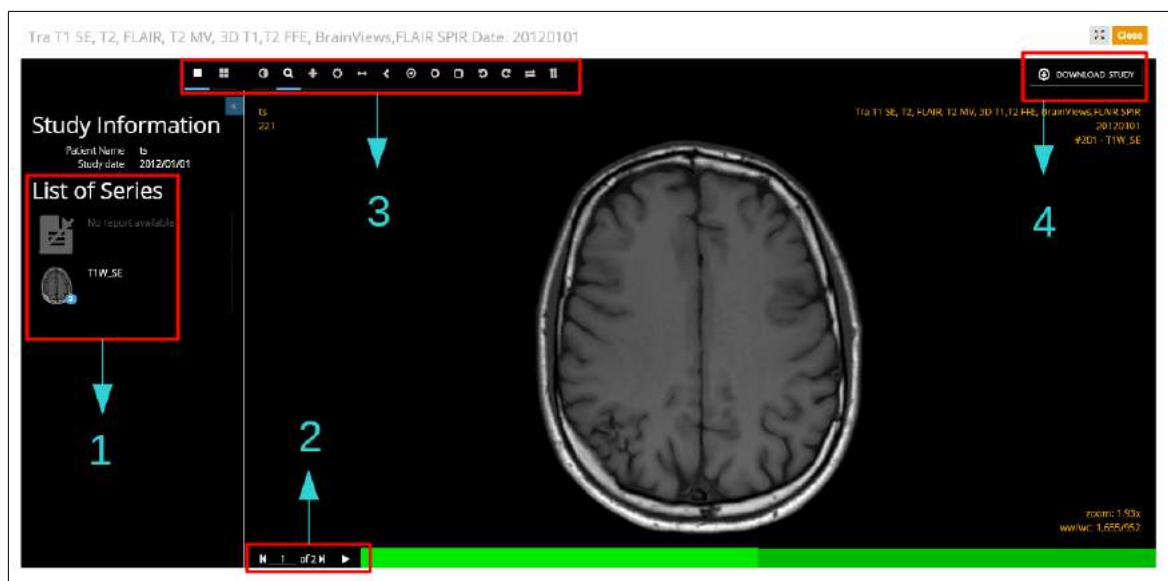 Tra T1 SE, T2, FLAIR, T2 MV, 3D T1,T2 FFE, BrainViews,FLAIR SPIR Date: 20120101
Close
DOWNLOAD STUDY
«
Study Information
Patient Name ts
Study date 2012/01/01
List of Series
No report available
T1W_SE
2
ts
221
Tra T1 SE, T2, FLAIR, T2 MV, 3D T1,T2 FFE, BrainViews,FLAIR SPIR
20120101
#201 - T1W_SE
3
4
1
2
zoom: 1.93x
ww/wc: 1,655/952
1 of 2